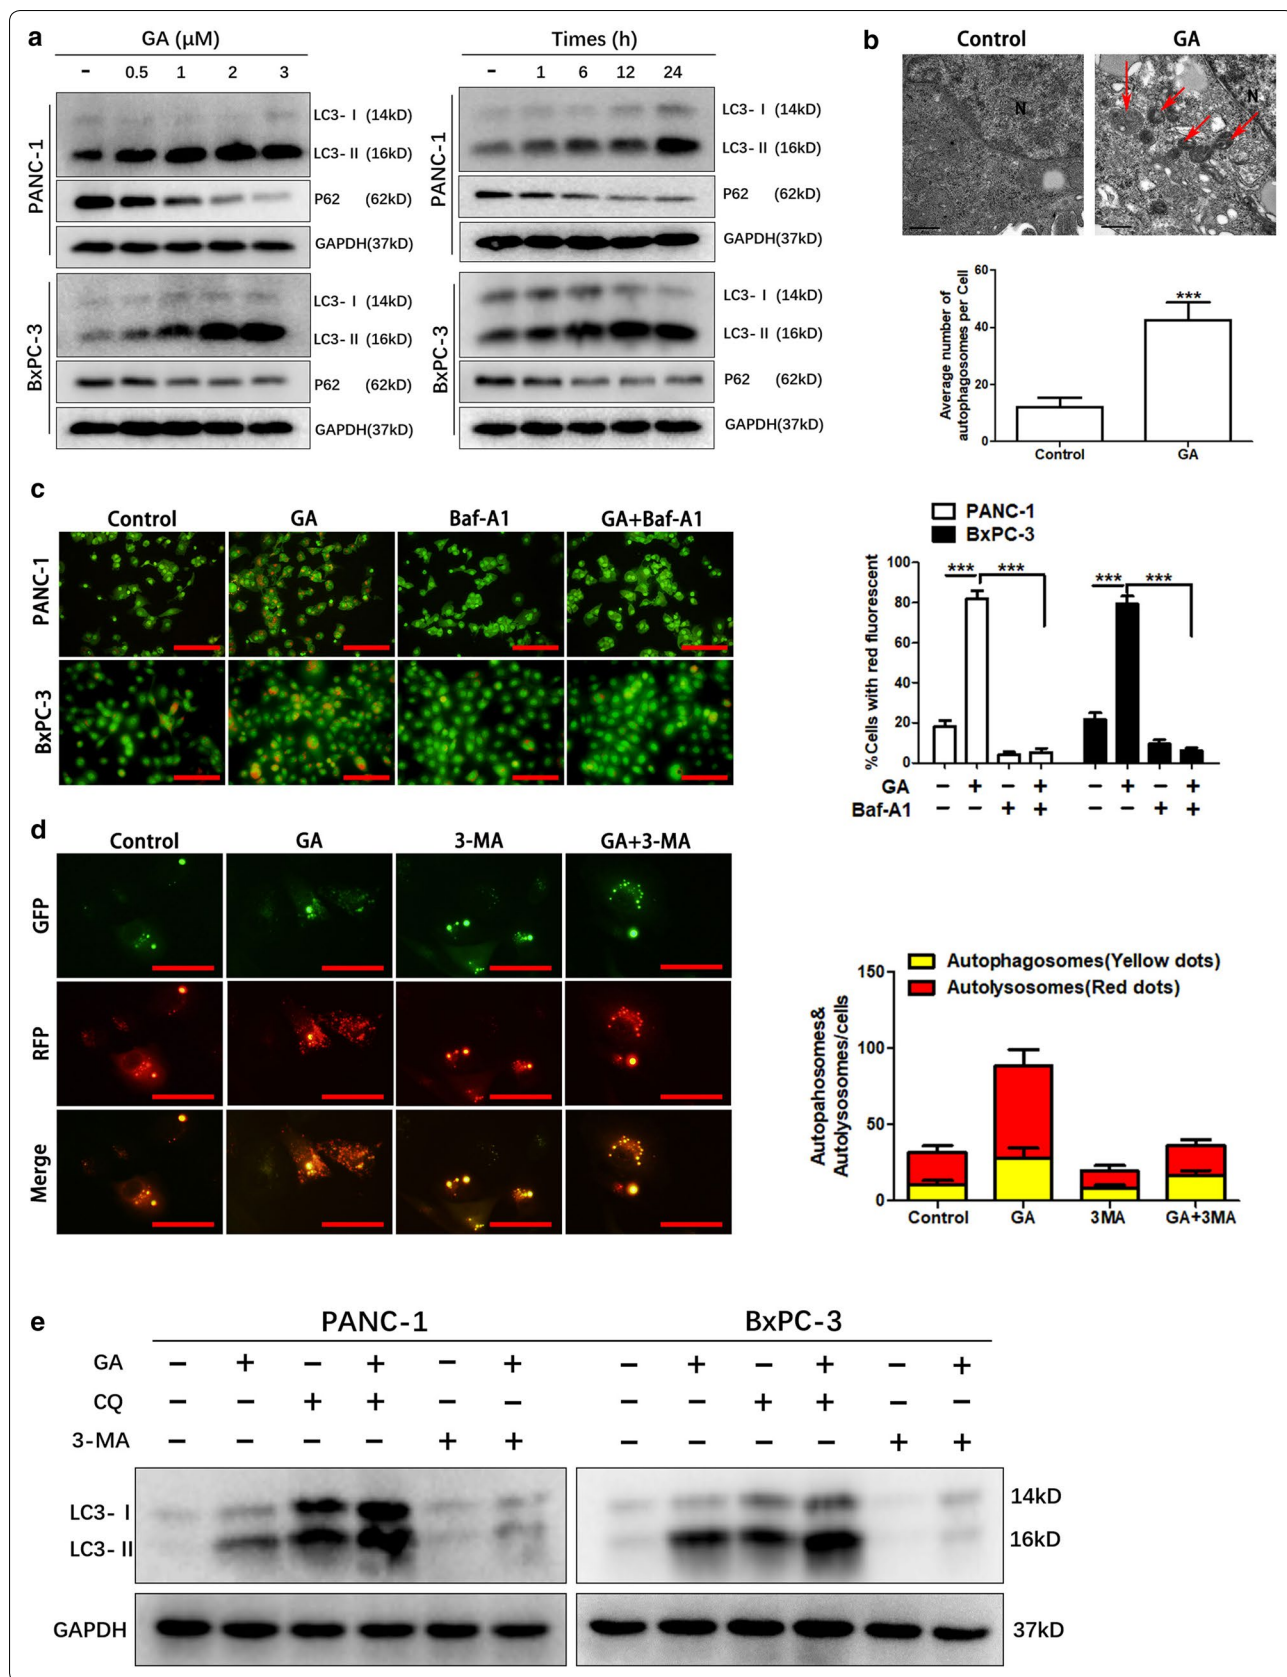 a
GA (μM)
- 0.5 1 2 3
PANC-1
LC3- I (14kD)
LC3- II (16kD)
P62 (62kD)
GAPDH(37kD)
BxPC-3
LC3- I (14kD)
LC3- II (16kD)
P62 (62kD)
GAPDH(37kD)
Times (h)
- 1 6 12 24
PANC-1
LC3- I (14kD)
LC3- II (16kD)
P62 (62kD)
GAPDH(37kD)
BxPC-3
LC3- I (14kD)
LC3- II (16kD)
P62 (62kD)
GAPDH(37kD)
b
Control GA
N N
Average number of
autophagosomes per Cell
60
40
20
0
***
Control GA
c
Control GA Baf-A1 GA+Baf-A1
PANC-1
BxPC-3
PANC-1
BxPC-3
%Cells with red fluorescent
100
80
60
40
20
0
*** *** *** ***
GA - + - + - + - +
Baf-A1 - - + + - - + +
d
Control GA 3-MA GA+3-MA
GFP
RFP
Merge
Autopahosomes&
Autolysosomes/cells
150
100
50
0
Autophagosomes(Yellow dots)
Autolysosomes(Red dots)
Control GA 3MA GA+3MA
e
PANC-1 BxPC-3
GA - + - + - + - + - + - +
CQ - - + + - - - - + + - -
3-MA - - - - + + - - - - + +
LC3- I 14kD
LC3- II 16kD
GAPDH 37kD